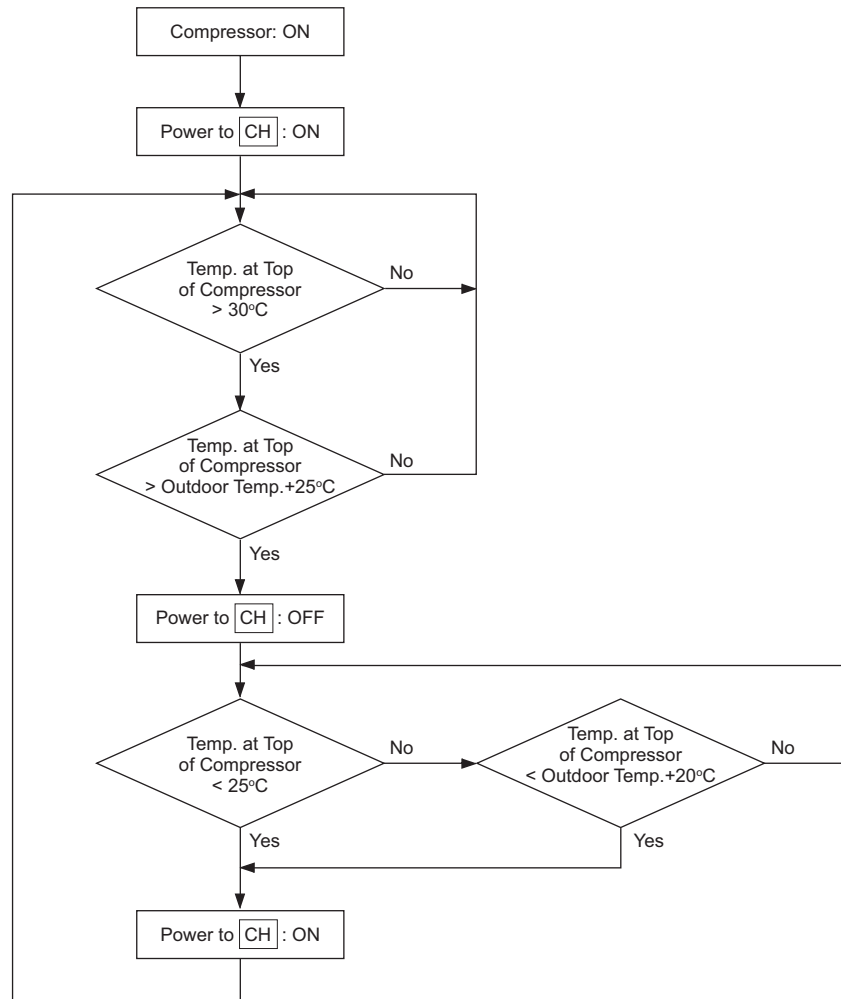 Compressor: ON
Power to CH : ON
Temp. at Top
of Compressor
> 30°C
No
Yes
Temp. at Top
of Compressor
> Outdoor Temp.+25°C
No
Yes
Power to CH : OFF
Temp. at Top
of Compressor
< 25°C
No
Temp. at Top
of Compressor
< Outdoor Temp.+20°C
No
Yes
Yes
Power to CH : ON